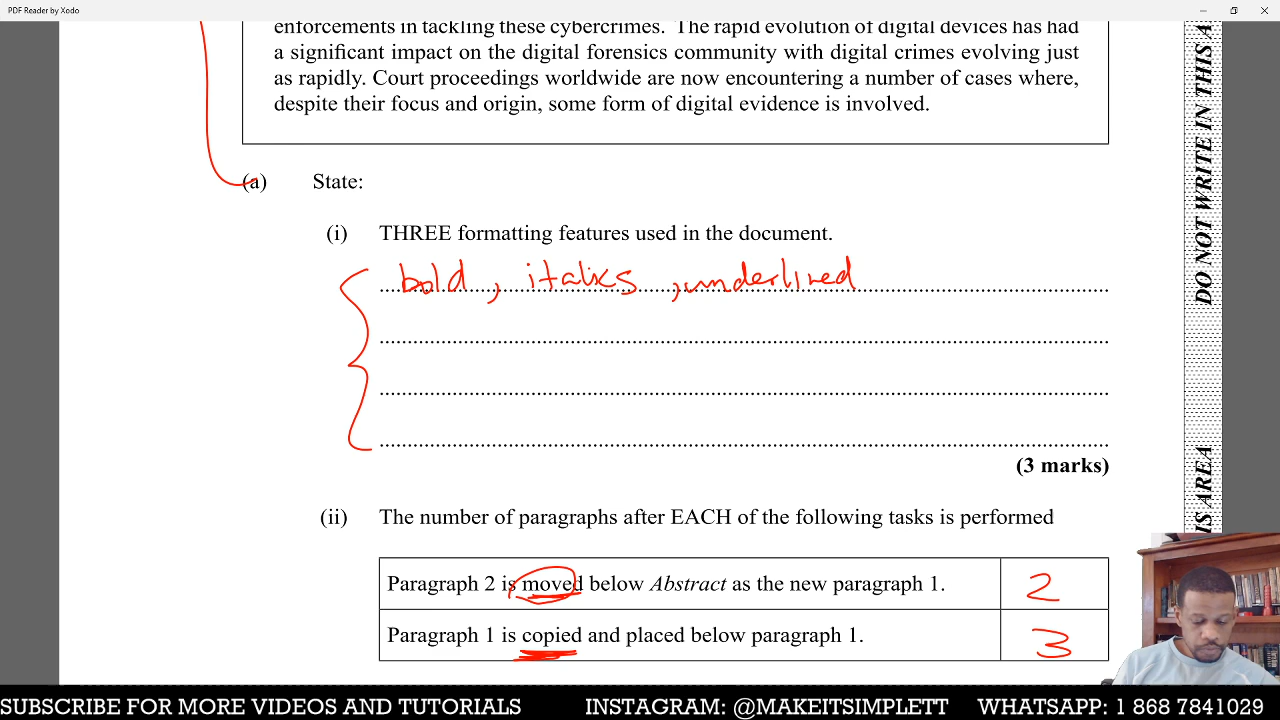 PDF Reader by Xodo
enforcements in tackling these cybercrimes. The rapid evolution of digital devices has had
a significant impact on the digital forensics community with digital crimes evolving just
as rapidly. Court proceedings worldwide are now encountering a number of cases where,
despite their focus and origin, some form of digital evidence is involved.
(a) State:
(i) THREE formatting features used in the document.
bold, italics, underlined
(3 marks)
(ii) The number of paragraphs after EACH of the following tasks is performed
Paragraph 2 is moved below Abstract as the new paragraph 1. 2
Paragraph 1 is copied and placed below paragraph 1. 3
DO NOT WRITE IN THIS A
IS AREA
SUBSCRIBE FOR MORE VIDEOS AND TUTORIALS INSTAGRAM: @MAKEITSIMPLETT WHATSAPP: 1 868 7841029